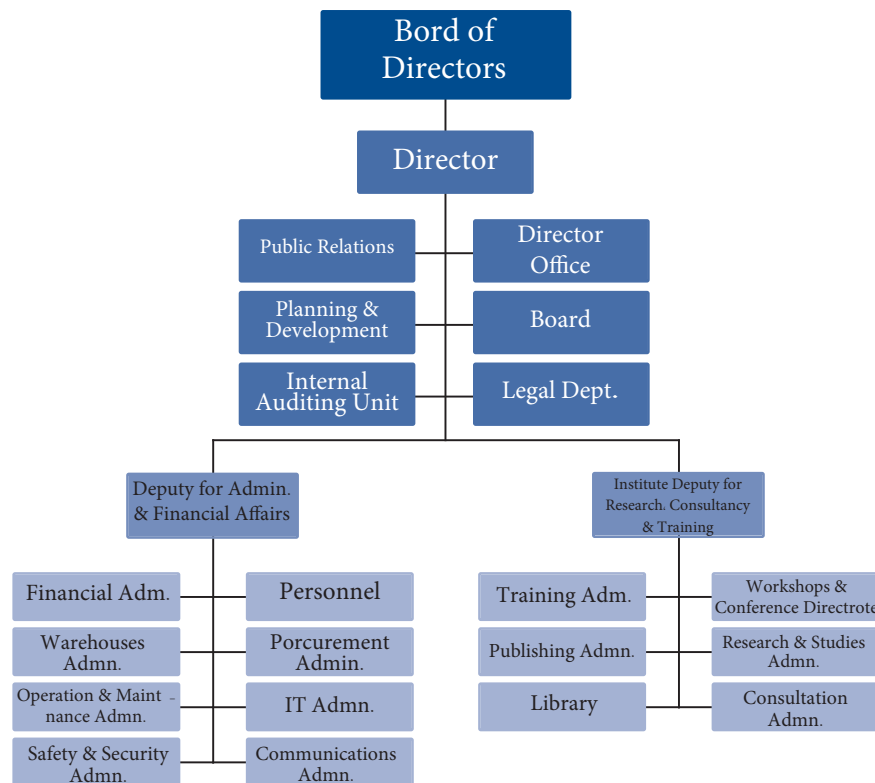 Bord of
Directors
Director
Public Relations
Director
Office
Planning &
Development
Board
Internal
Auditing Unit
Legal Dept.
Deputy for Admin.
& Financial Affairs
Institute Deputy for
Research. Consultancy
& Training
Financial Adm.
Personnel
Warehouses
Admn.
Porcurement
Admin.
Operation & Maint -
nance Admn.
IT Admn.
Safety & Security
Admn.
Communications
Admn.
Training Adm.
Workshops &
Conference Directrote
Publishing Admn.
Research & Studies
Admn.
Library
Consultation
Admn.